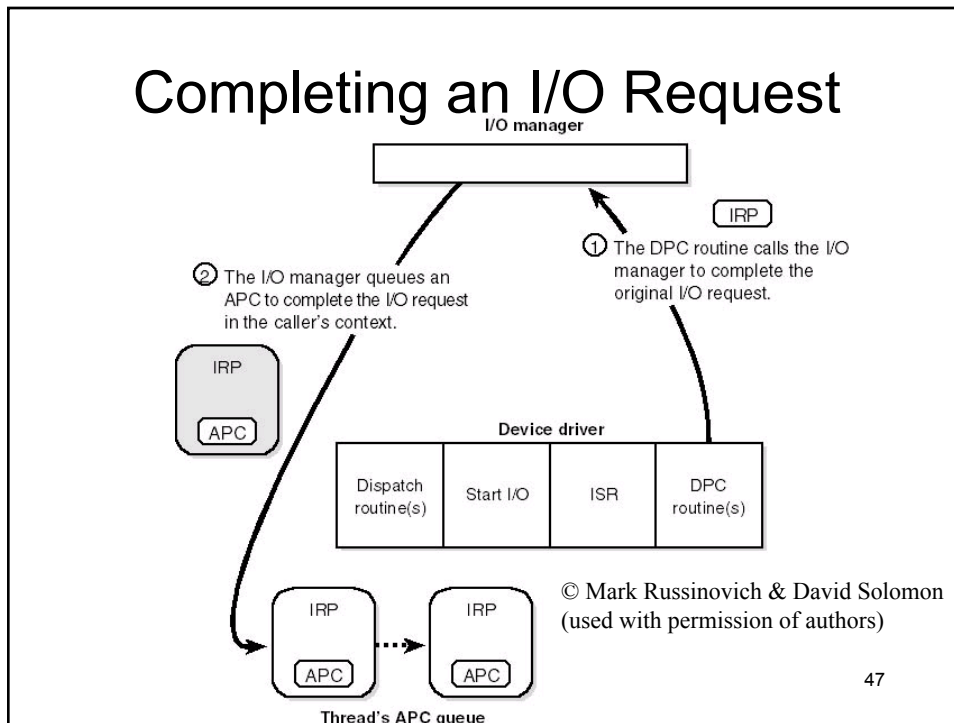 Completing an I/O Request
I/O manager
IRP
① The DPC routine calls the I/O
manager to complete the
original I/O request.
② The I/O manager queues an
APC to complete the I/O request
in the caller's context.
IRP
APC
Device driver
Dispatch
routine(s)
Start I/O
ISR
DPC
routine(s)
© Mark Russinovich & David Solomon
(used with permission of authors)
IRP
APC
IRP
APC
Thread's APC queue
47